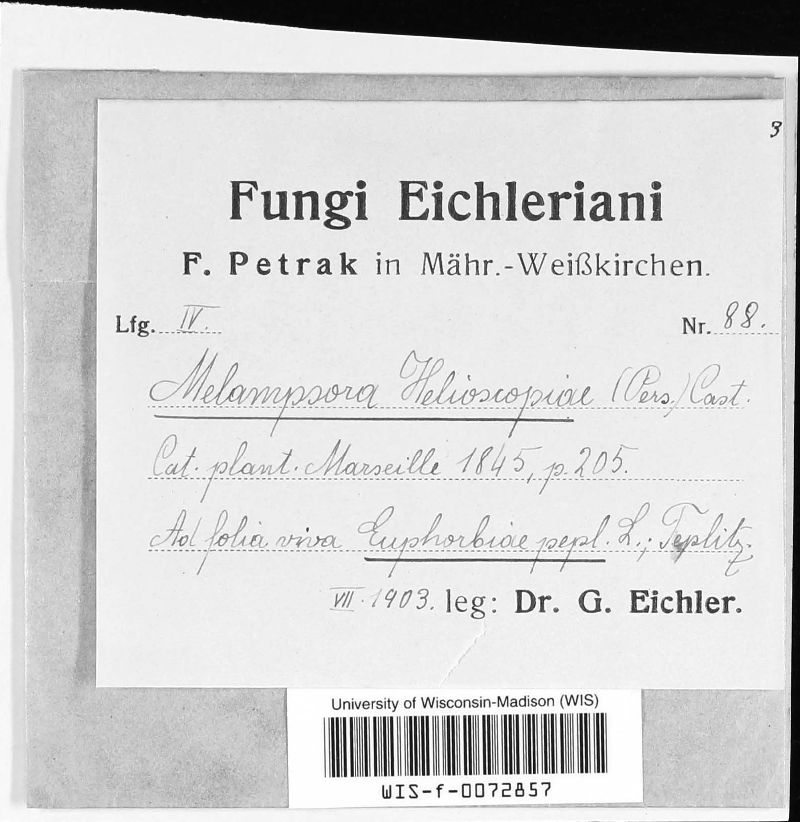 3
Fungi Eichleriani
F. Petrak in Mähr.-Weißkirchen.
Lfg. IV. Nr. 88.
Melampsora Helioscopiae (Pers.) Cast.
Cat. plant. Marseille 1845, p. 205.
Ad folia viva Euphorbiae pepl. L.; Teplitz.
VII. 1903. leg: Dr. G. Eichler.
University of Wisconsin-Madison (WIS)
WIS-f-0072857